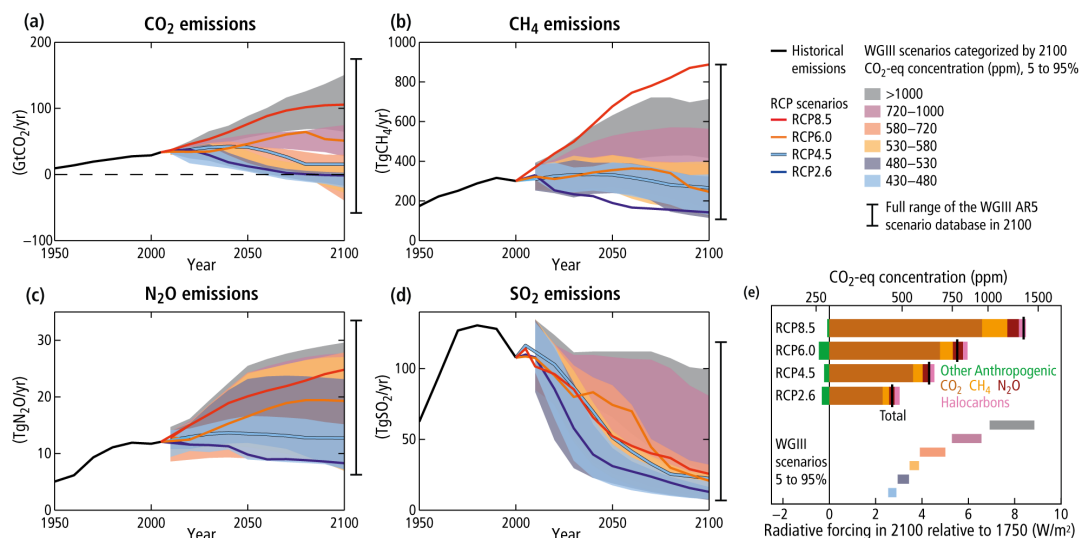 (a)
CO2 emissions
200
100
0
−100
(GtCO2/yr)
1950
2000
2050
2100
Year
(b)
CH4 emissions
1000
800
600
400
200
0
(TgCH4/yr)
1950
2000
2050
2100
Year
Historical
emissions
RCP scenarios
RCP8.5
RCP6.0
RCP4.5
RCP2.6
WGIII scenarios categorized by 2100
CO2-eq concentration (ppm), 5 to 95%
>1000
720−1000
580−720
530−580
480−530
430−480
Full range of the WGIII AR5
scenario database in 2100
(c)
N2O emissions
30
20
10
0
(TgN2O/yr)
1950
2000
2050
2100
Year
(d)
SO2 emissions
100
50
0
(TgSO2/yr)
1950
2000
2050
2100
Year
(e)
CO2-eq concentration (ppm)
250
500
750
1000
1500
RCP8.5
RCP6.0
RCP4.5
RCP2.6
Other Anthropogenic
CO2 CH4 N2O
Halocarbons
Total
WGIII
scenarios
5 to 95%
−2
0
2
4
6
8
10
Radiative forcing in 2100 relative to 1750 (W/m2)